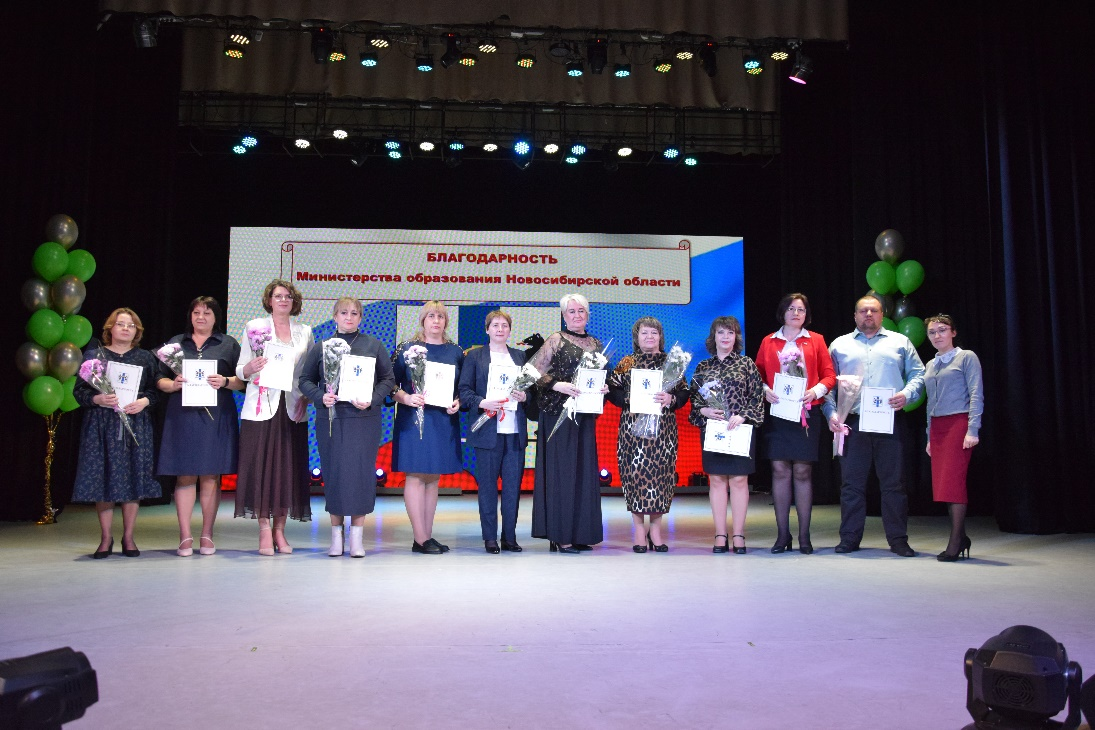 БЛАГОДАРНОСТЬ
Министерства образования Новосибирской области